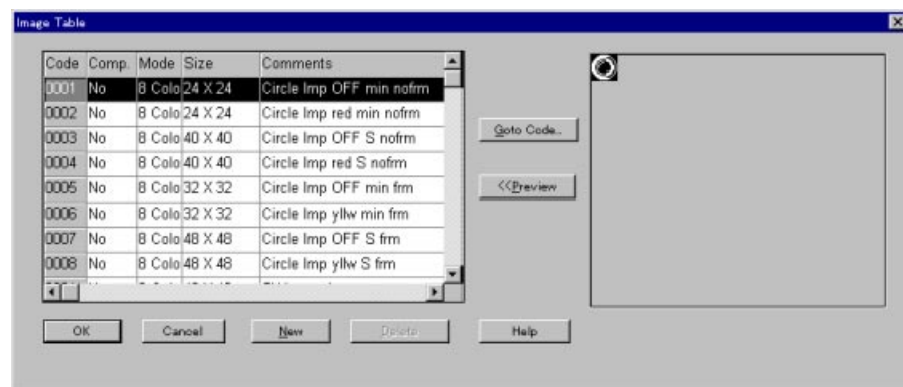 Image Table
Code Comp. Mode Size Comments
0001 No 8 Colo 24 X 24 Circle Imp OFF min nofrm
0002 No 8 Colo 24 X 24 Circle Imp red min nofrm
0003 No 8 Colo 40 X 40 Circle Imp OFF S nofrm
0004 No 8 Colo 40 X 40 Circle Imp red S nofrm
0005 No 8 Colo 32 X 32 Circle Imp OFF min frm
0006 No 8 Colo 32 X 32 Circle Imp yllw min frm
0007 No 8 Colo 48 X 48 Circle Imp OFF S frm
0008 No 8 Colo 48 X 48 Circle Imp yllw S frm
Goto Code..
<<Preview
OK Cancel New Delete Help